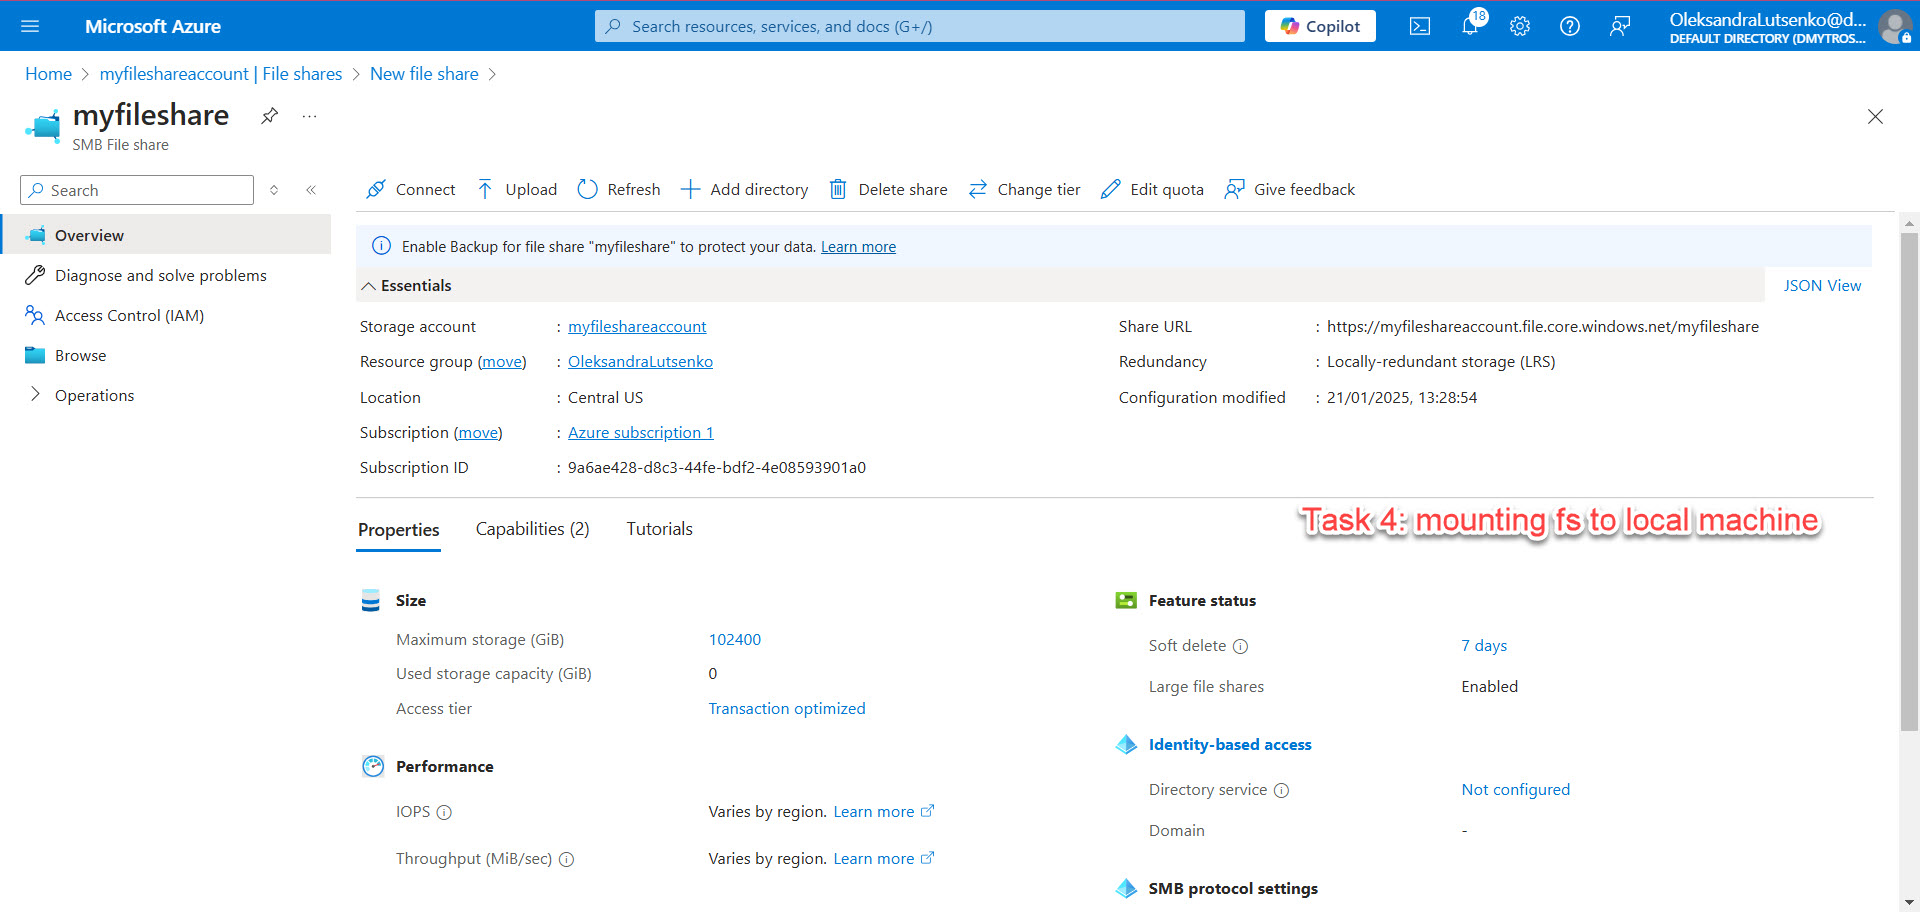 Microsoft Azure
Search resources, services, and docs (G+/)
Copilot
18
OleksandraLutsenko@d...
DEFAULT DIRECTORY (DMYTROS...
Home > myfileshareaccount | File shares > New file share >
myfileshare
...
SMB File share
Search
Overview
Diagnose and solve problems
Access Control (IAM)
Browse
Operations
Connect Upload Refresh Add directory Delete share Change tier Edit quota Give feedback
Enable Backup for file share "myfileshare" to protect your data. Learn more
Essentials
JSON View
Storage account : myfileshareaccount
Resource group (move) : OleksandraLutsenko
Location : Central US
Subscription (move) : Azure subscription 1
Subscription ID : 9a6ae428-d8c3-44fe-bdf2-4e08593901a0
Share URL : https://myfileshareaccount.file.core.windows.net/myfileshare
Redundancy : Locally-redundant storage (LRS)
Configuration modified : 21/01/2025, 13:28:54
Properties Capabilities (2) Tutorials
Task 4: mounting fs to local machine
Size
Maximum storage (GiB) 102400
Used storage capacity (GiB) 0
Access tier Transaction optimized
Performance
IOPS Varies by region. Learn more
Throughput (MiB/sec) Varies by region. Learn more
Feature status
Soft delete 7 days
Large file shares Enabled
Identity-based access
Directory service Not configured
Domain -
SMB protocol settings